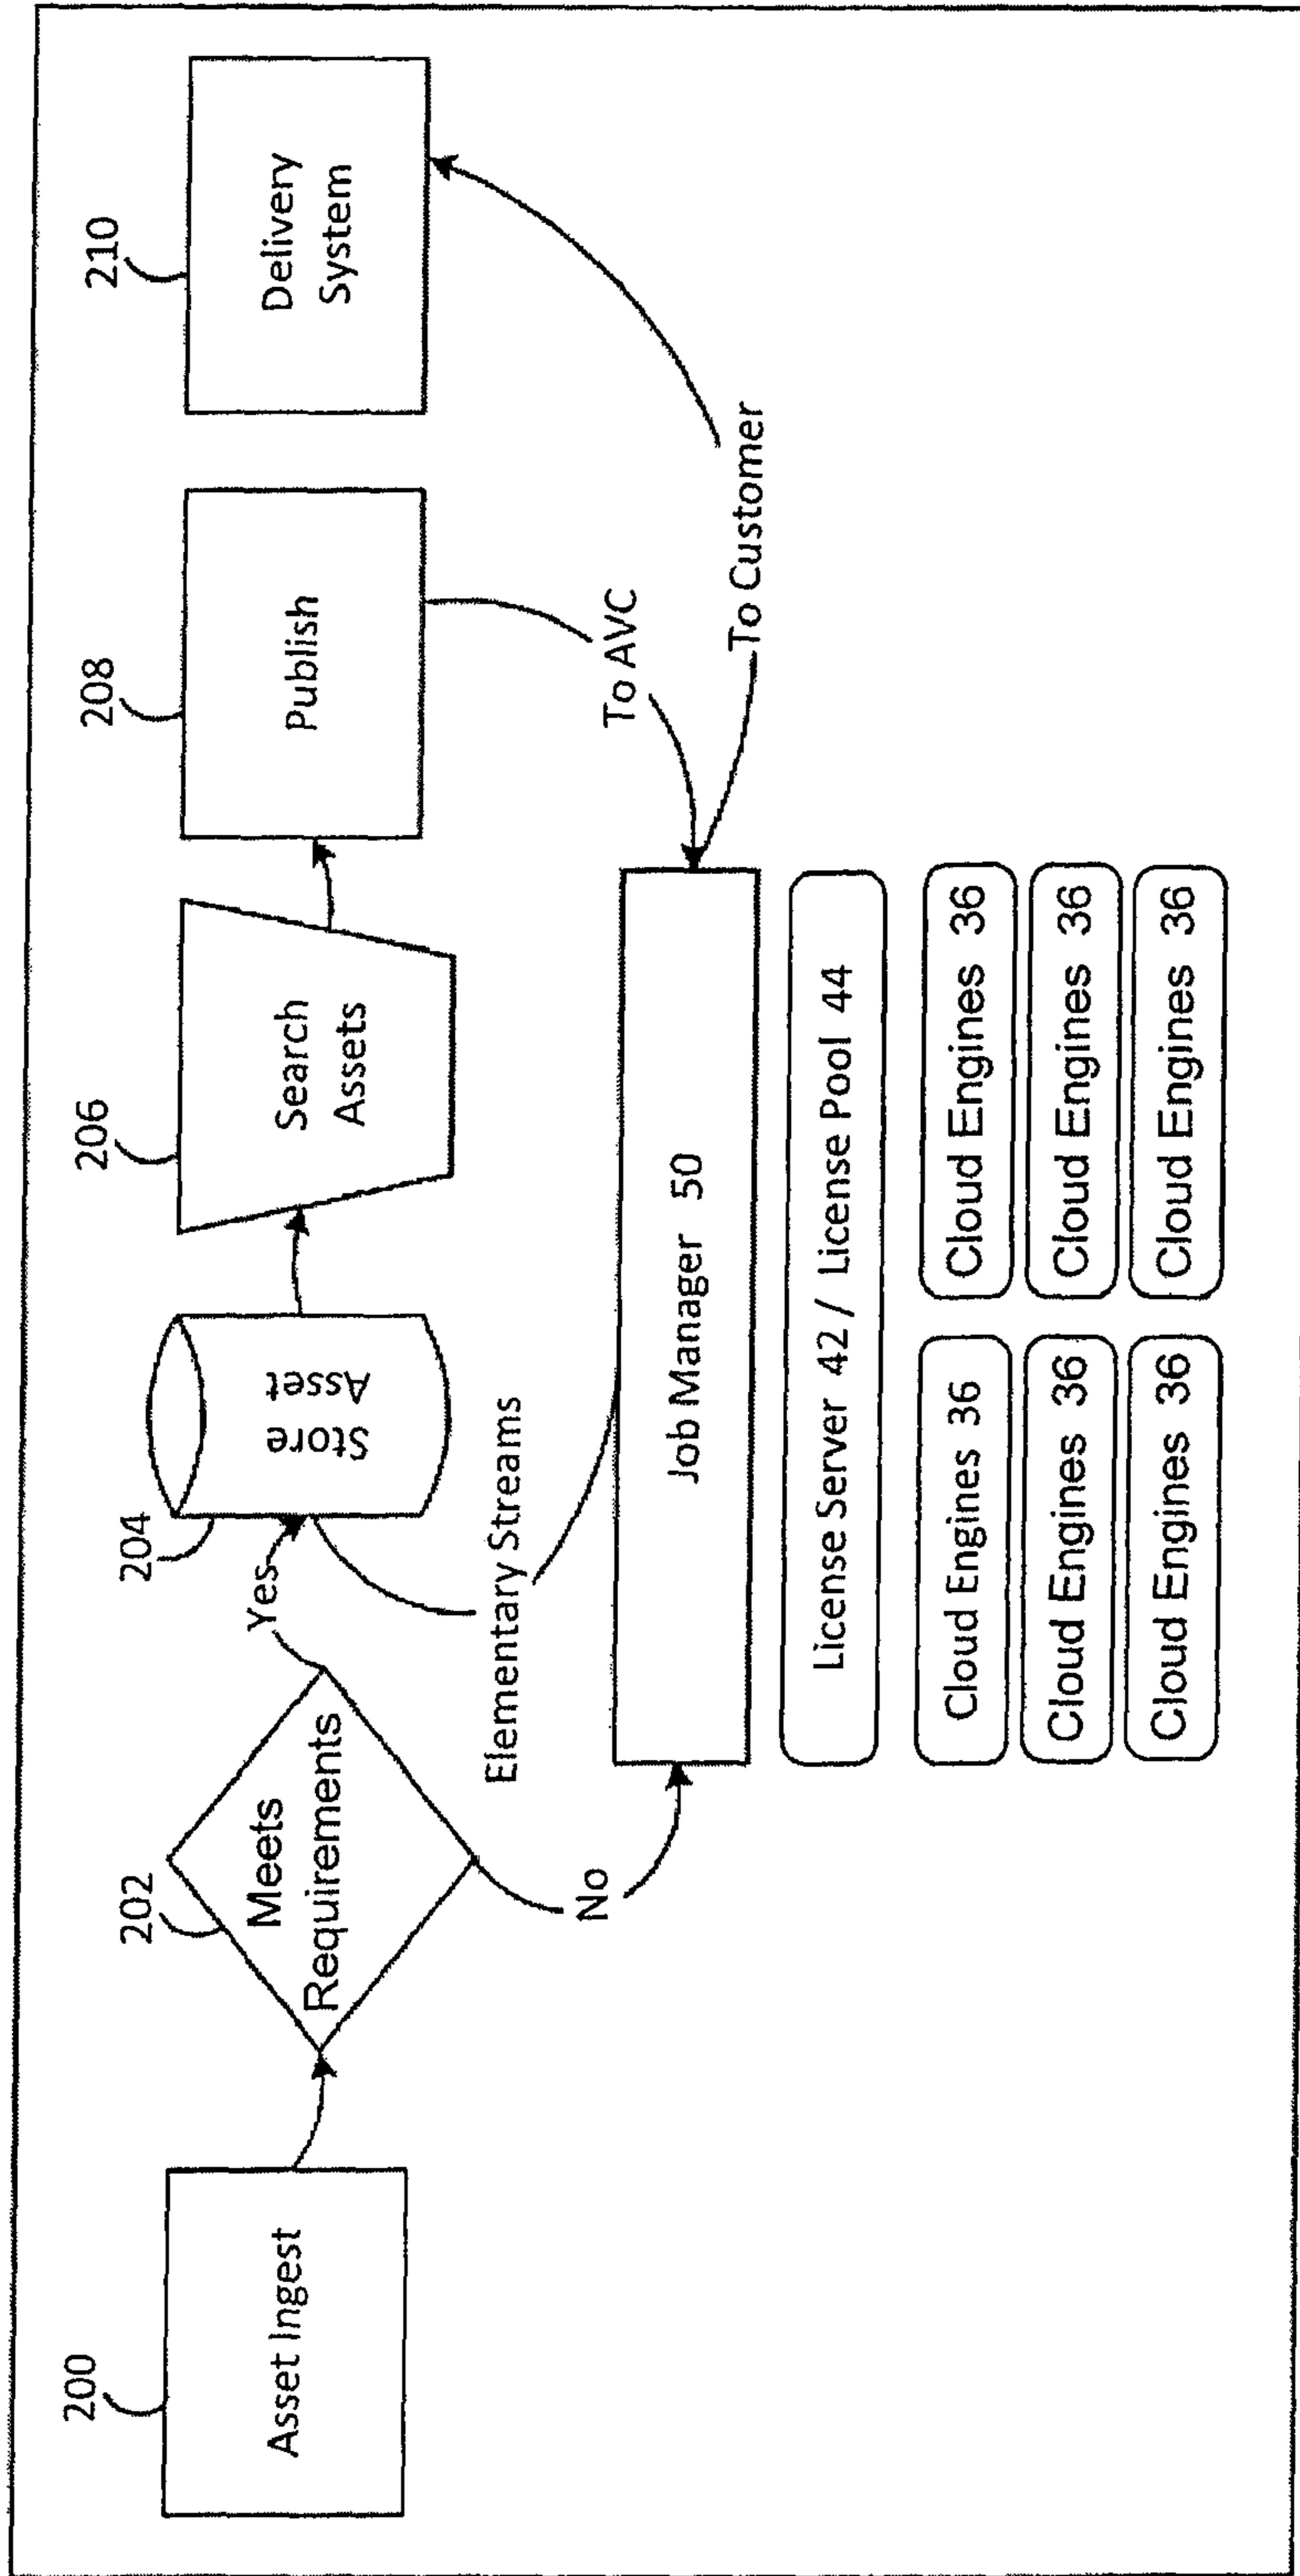 200
Asset Ingest
202
Meets
Requirements
Yes
No
204
Asset
Store
Elementary Streams
206
Search
Assets
208
Publish
To AVC
210
Delivery
System
To Customer
Job Manager 50
License Server 42 / License Pool 44
Cloud Engines 36
Cloud Engines 36
Cloud Engines 36
Cloud Engines 36
Cloud Engines 36
Cloud Engines 36